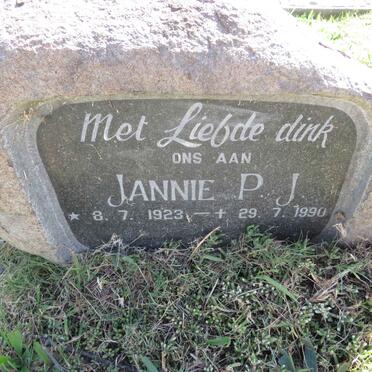 Met Liefde dink
ONS AAN
JANNIE P. J.
* 8. 7. 1923 — + 29. 7. 1990